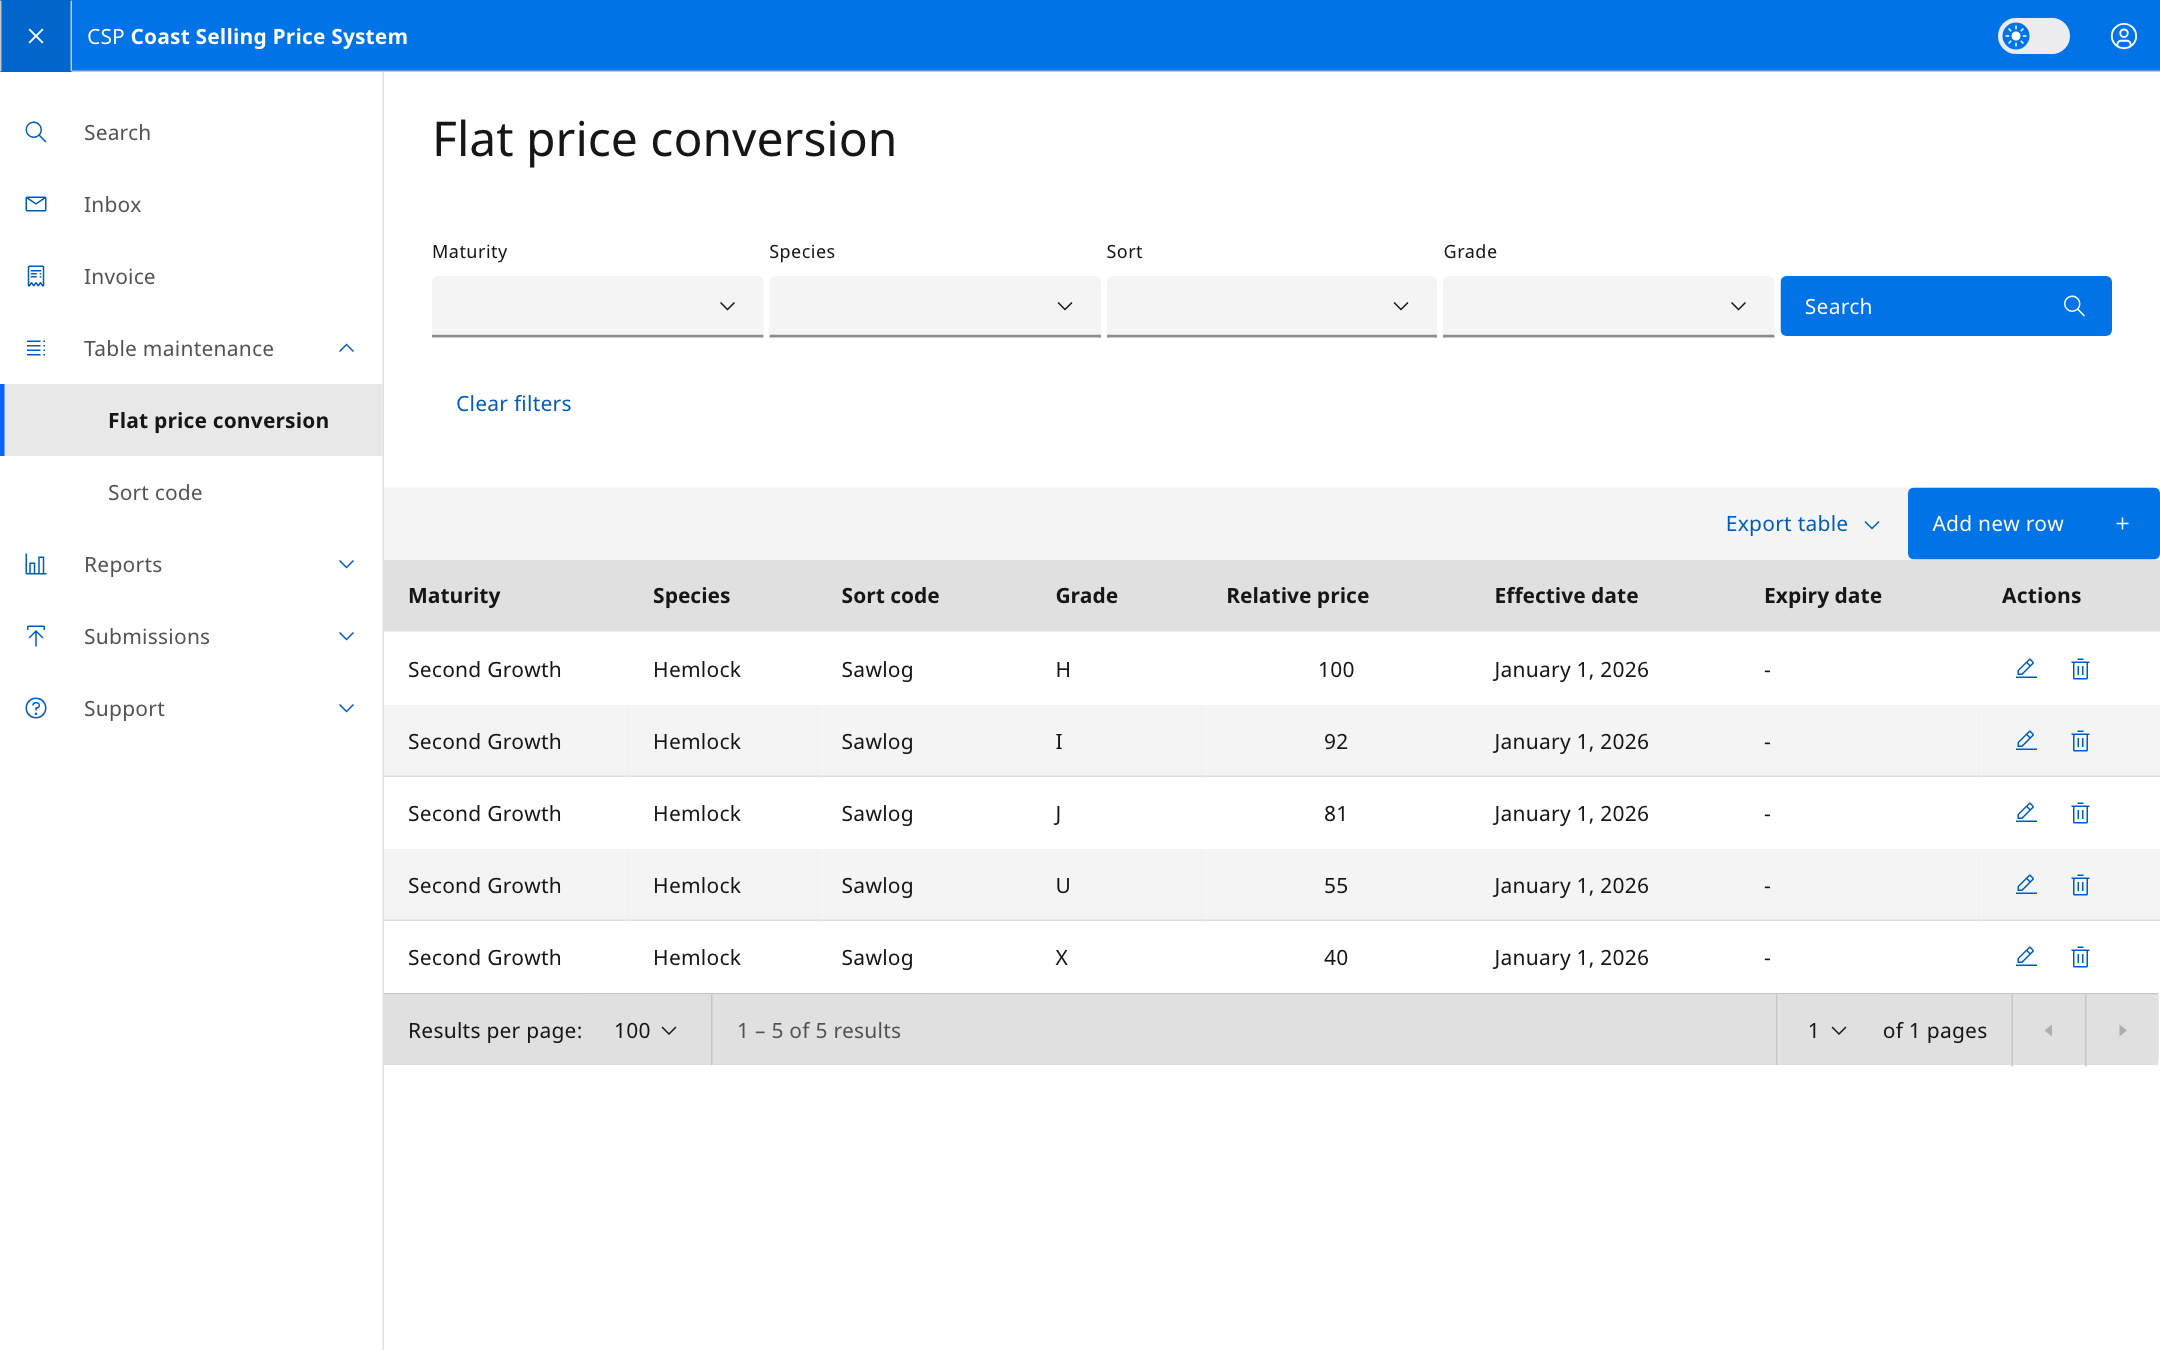 CSP Coast Selling Price System
Search
Inbox
Invoice
Table maintenance
Flat price conversion
Sort code
Reports
Submissions
Support
Flat price conversion
Maturity Species Sort Grade
Search
Clear filters
Export table Add new row
Maturity Species Sort code Grade Relative price Effective date Expiry date Actions
Second Growth Hemlock Sawlog H 100 January 1, 2026 -
Second Growth Hemlock Sawlog I 92 January 1, 2026 -
Second Growth Hemlock Sawlog J 81 January 1, 2026 -
Second Growth Hemlock Sawlog U 55 January 1, 2026 -
Second Growth Hemlock Sawlog X 40 January 1, 2026 -
Results per page: 100 1 – 5 of 5 results 1 of 1 pages